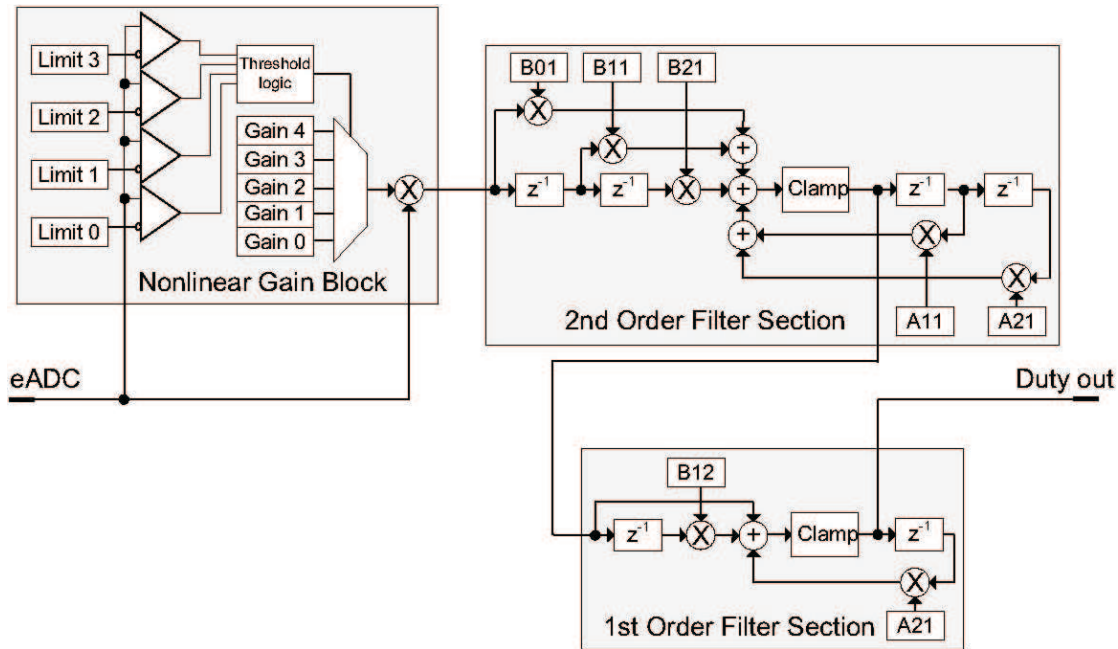 Limit 3
Limit 2
Limit 1
Limit 0
Threshold
logic
Gain 4
Gain 3
Gain 2
Gain 1
Gain 0
X
Nonlinear Gain Block
eADC
B01
B11
B21
X
X
+
z⁻¹
z⁻¹
X
+
Clamp
z⁻¹
z⁻¹
+
X
X
A11
A21
2nd Order Filter Section
Duty out
B12
z⁻¹
X
+
Clamp
z⁻¹
X
A21
1st Order Filter Section